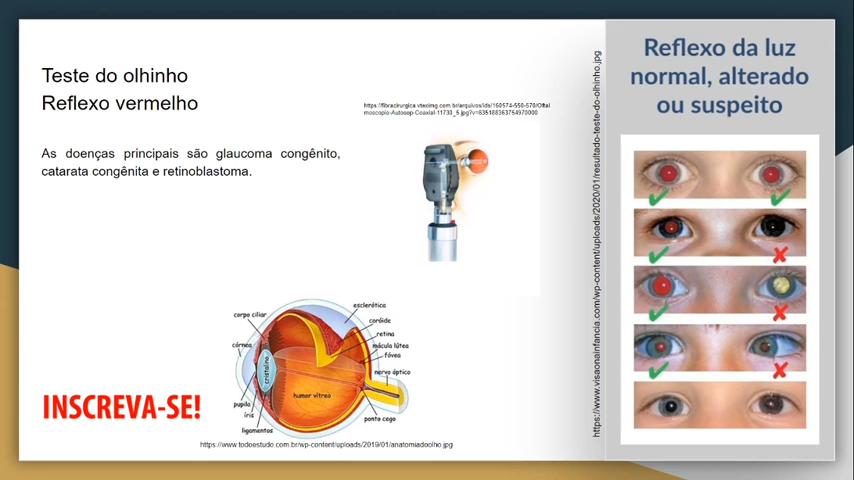 Teste do olhinho
Reflexo vermelho
As doenças principais são glaucoma congênito,
catarata congênita e retinoblastoma.
https://fibracirurgica.vteximg.com.br/arquivos/ids/160574-550-570/Oftal
moscopio-Autosop-Coaxial-11733_5.jpg?v=635188363754970000
esclerótica
corpo ciliar
coróide
retina
córnea
mácula lútea
fóvea
cristalino
nervo óptico
humor vítreo
pupila
íris
ponto cego
ligamentos
INSCREVA-SE!
https://www.todoestudo.com.br/wp-content/uploads/2019/01/anatomiadoolho.jpg
https://www.visaonainfancia.com/wp-content/uploads/2020/01/resultado-teste-do-olhinho.jpg
Reflexo da luz
normal, alterado
ou suspeito